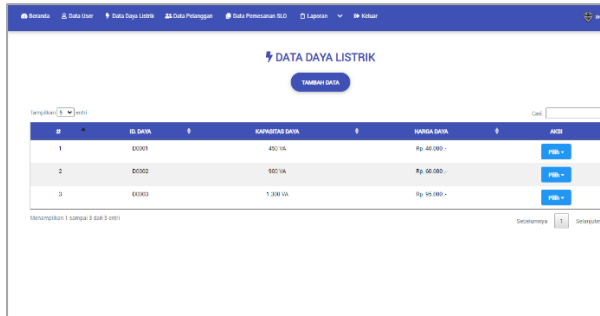 Beranda Data User Data Daya Listrik Data Pelanggan Data Pemesanan SLO Laporan Keluar
DATA DAYA LISTRIK
TAMBAH DATA
Tampilkan 5 entri Cari:
# ID. DAYA KAPASITAS DAYA HARGA DAYA AKSI
1 D0001 450 VA Rp. 40.000.- Pilih
2 D0002 900 VA Rp. 60.000.- Pilih
3 D0003 1.300 VA Rp. 95.000.- Pilih
Menampilkan 1 sampai 3 dari 3 entri Sebelumnya 1